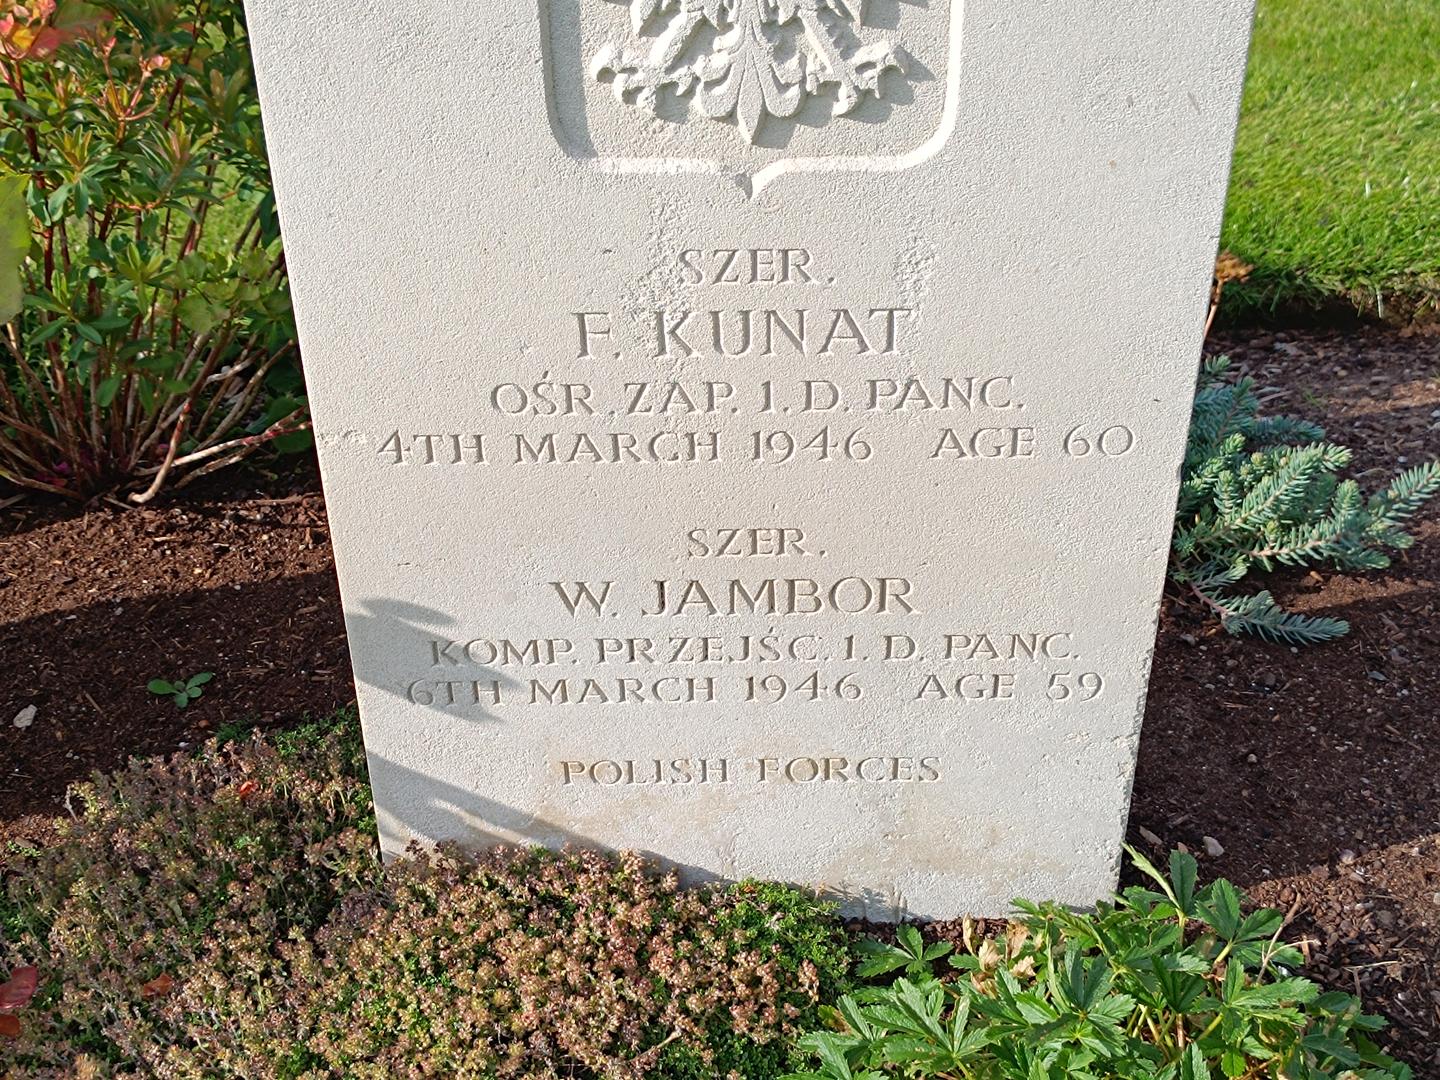 SZER.
F. KUNAT
OŚR. ZAP. 1. D. PANC.
4TH MARCH 1946 AGE 60
SZER.
W. JAMBOR
KOMP. PRZEJŚC. 1. D. PANC.
6TH MARCH 1946 AGE 59
POLISH FORCES